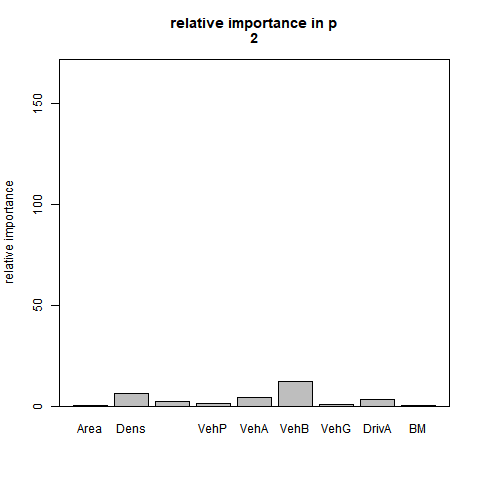 relative importance in p
2
relative importance
150
100
50
0
Area Dens VehP VehA VehB VehG DrivA BM